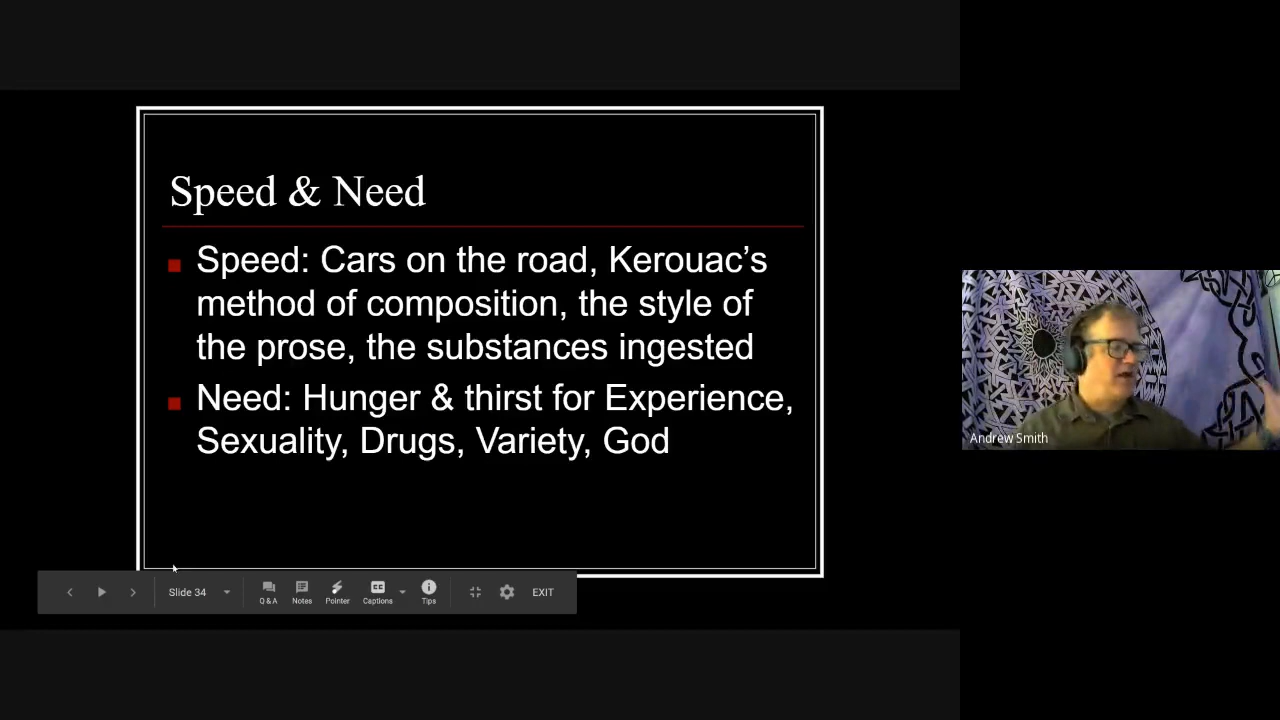 Speed & Need
Speed: Cars on the road, Kerouac’s
method of composition, the style of
the prose, the substances ingested
Need: Hunger & thirst for Experience,
Sexuality, Drugs, Variety, God
Andrew Smith
Slide 34
Q & A
Notes
Pointer
CC
Captions
Tips
EXIT